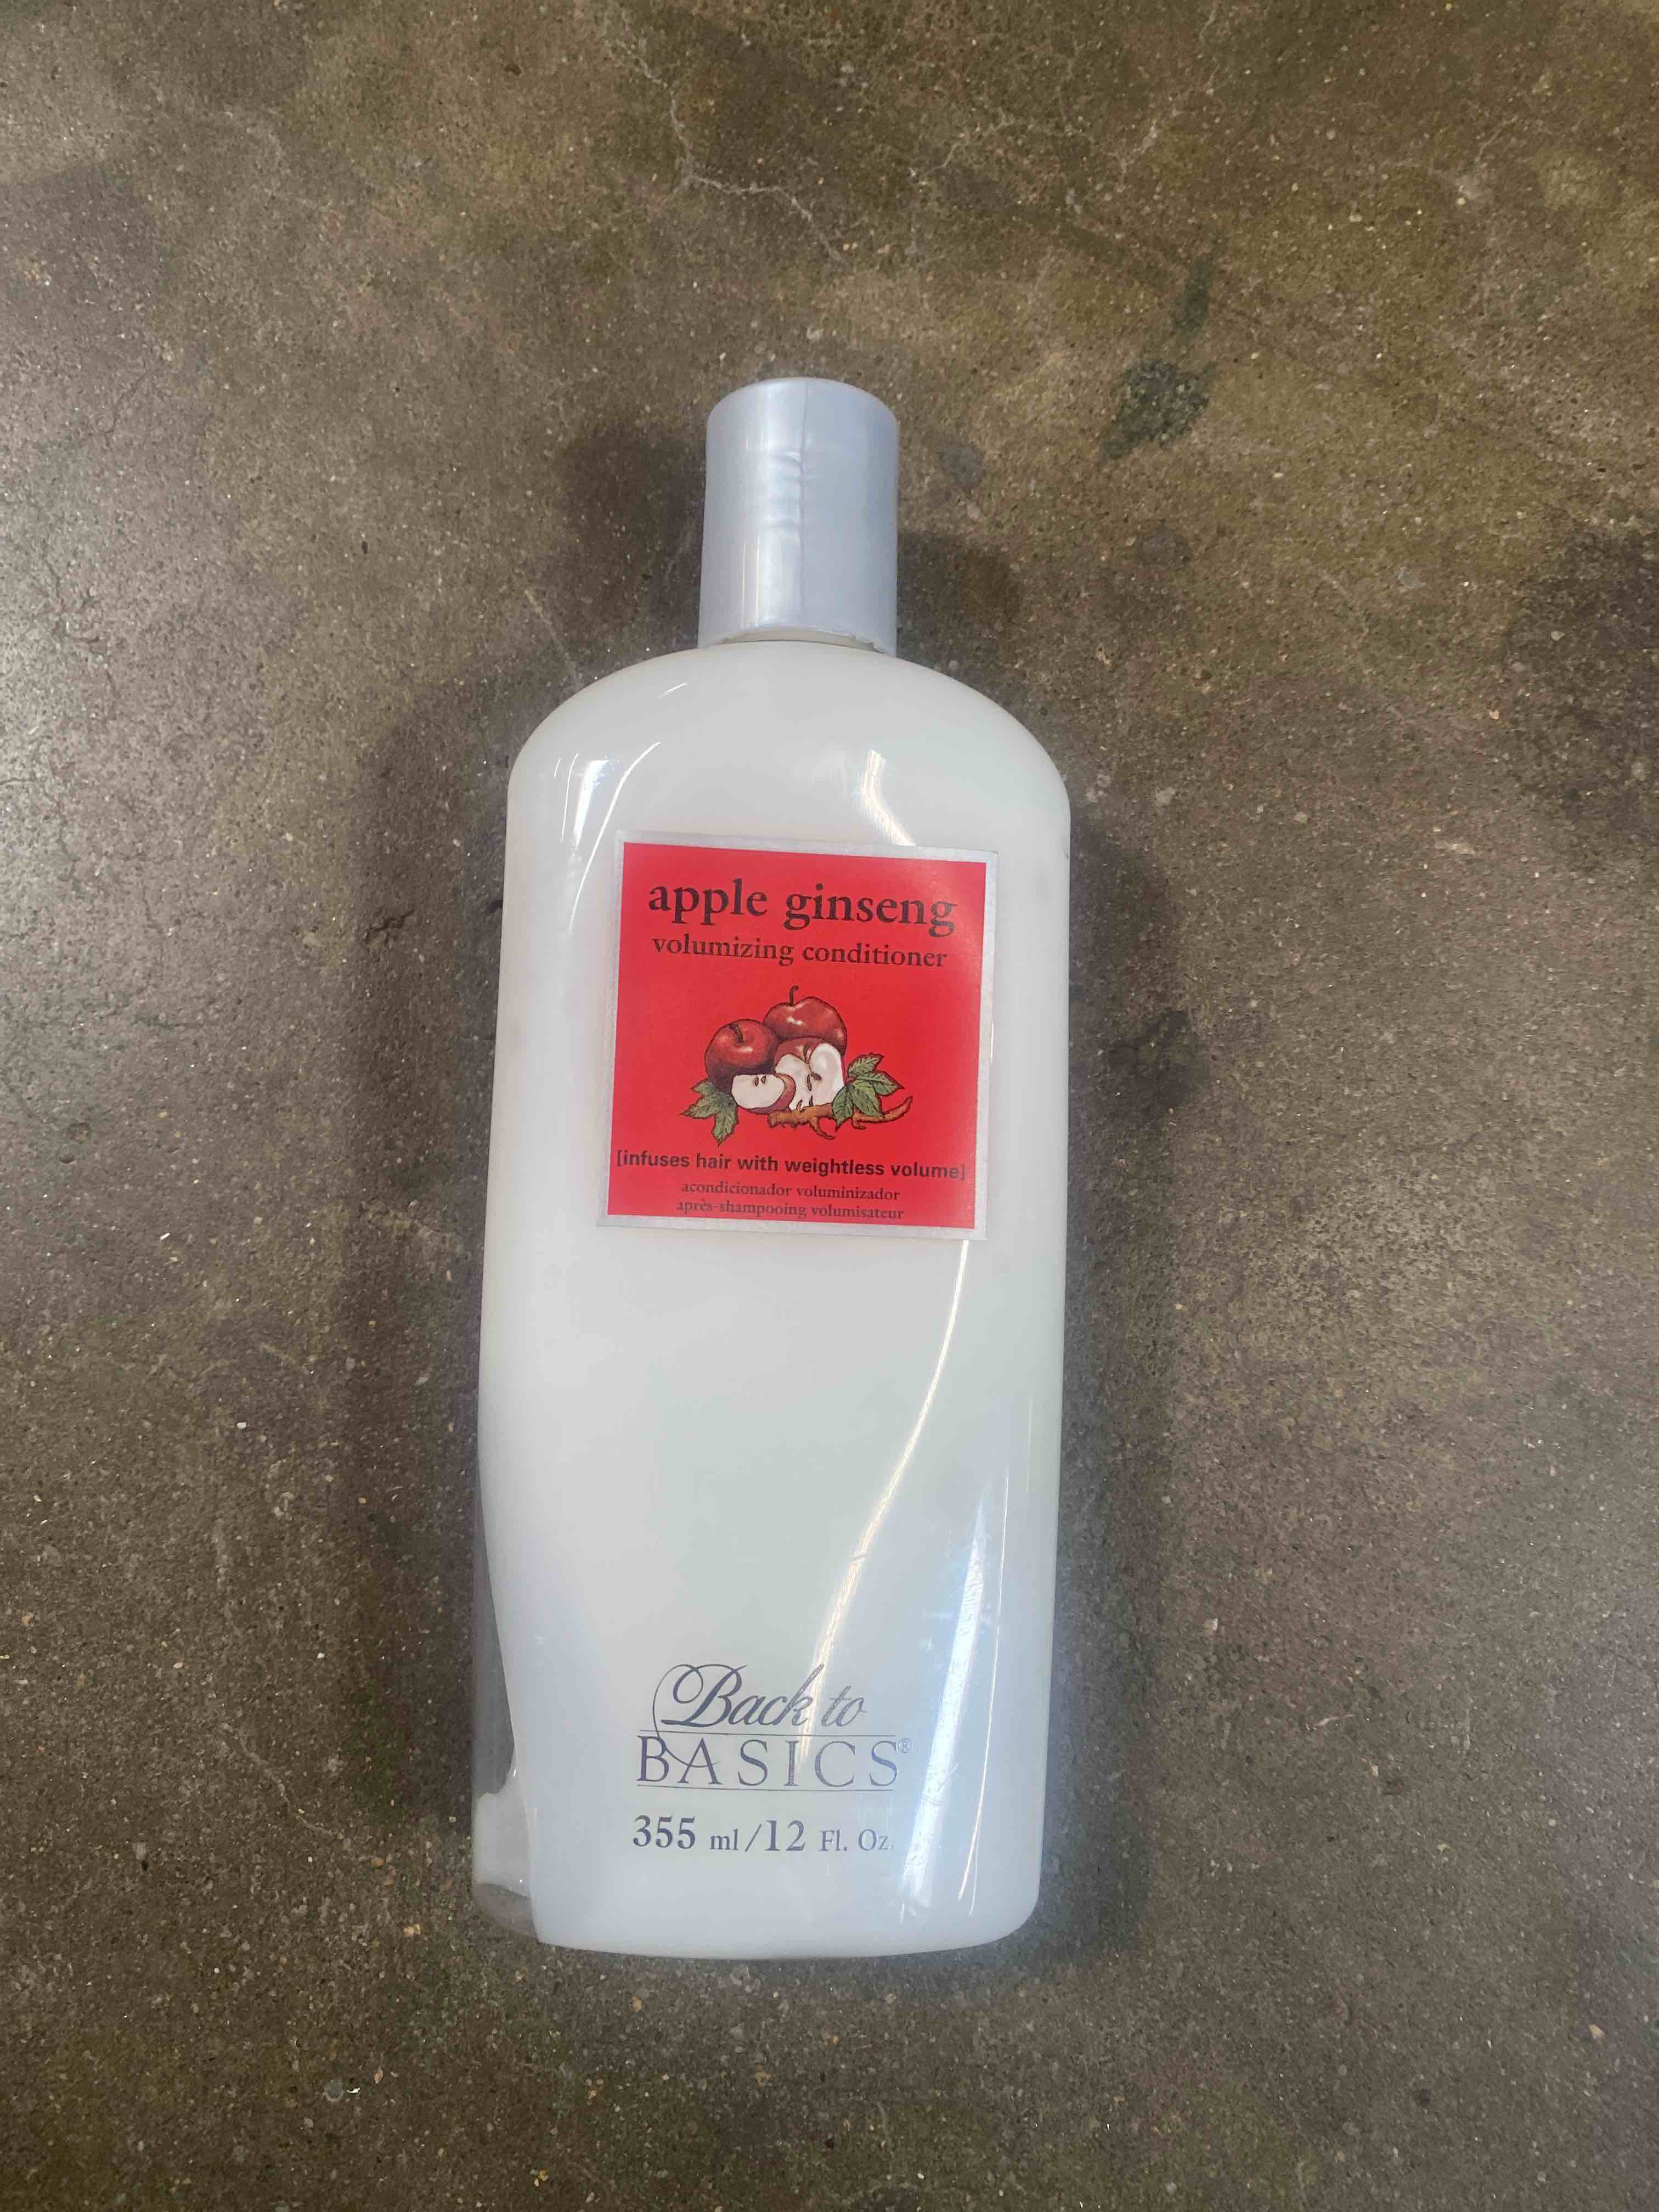 apple ginseng
volumizing conditioner
[infuses hair with weightless volume]
acondicionador voluminizador
après-shampooing volumisateur
Back to
BASICS®
355 ml/12 Fl. Oz.